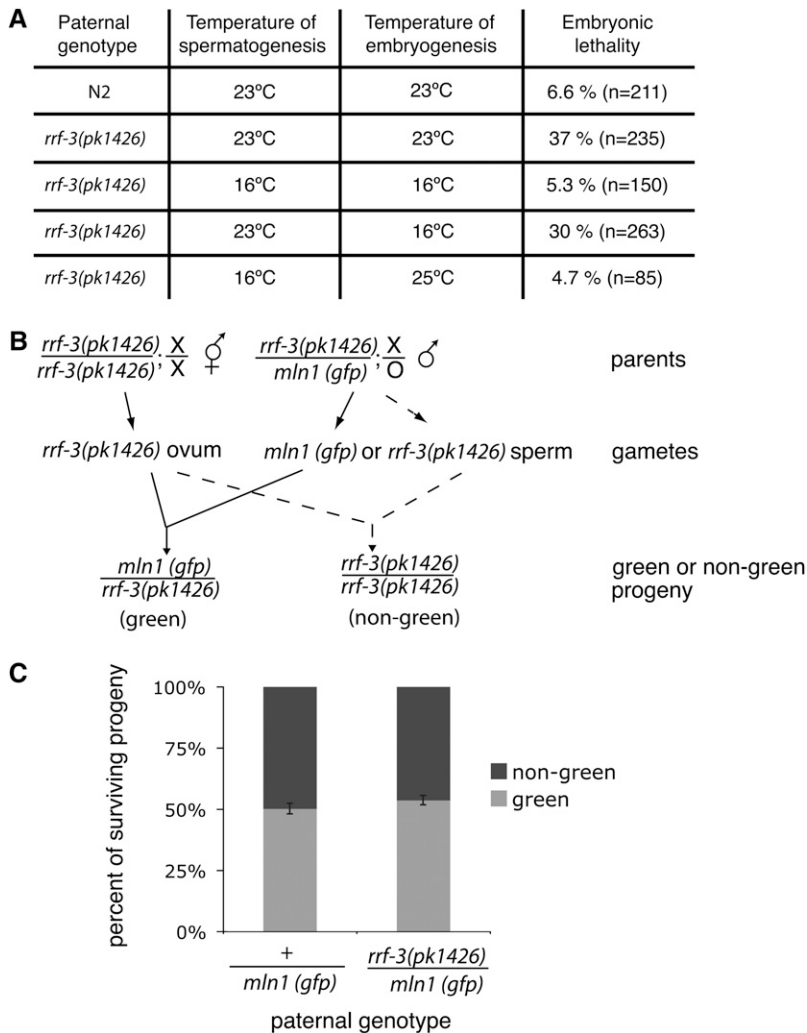 A
Paternal genotype
Temperature of spermatogenesis
Temperature of embryogenesis
Embryonic lethality
N2 23ºC 23ºC 6.6 % (n=211)
rrf-3(pk1426) 23ºC 23ºC 37 % (n=235)
rrf-3(pk1426) 16ºC 16ºC 5.3 % (n=150)
rrf-3(pk1426) 23ºC 16ºC 30 % (n=263)
rrf-3(pk1426) 16ºC 25ºC 4.7 % (n=85)
B
rrf-3(pk1426) X
rrf-3(pk1426) ; X ⚥
rrf-3(pk1426) X
mIn1 (gfp) ; O ♂
parents
rrf-3(pk1426) ovum
mIn1 (gfp) or rrf-3(pk1426) sperm
gametes
mIn1 (gfp)
rrf-3(pk1426)
(green)
rrf-3(pk1426)
rrf-3(pk1426)
(non-green)
green or non-green
progeny
C
percent of surviving progeny
100%
75%
50%
25%
0%
non-green
green
+
mIn1 (gfp)
rrf-3(pk1426)
mIn1 (gfp)
paternal genotype